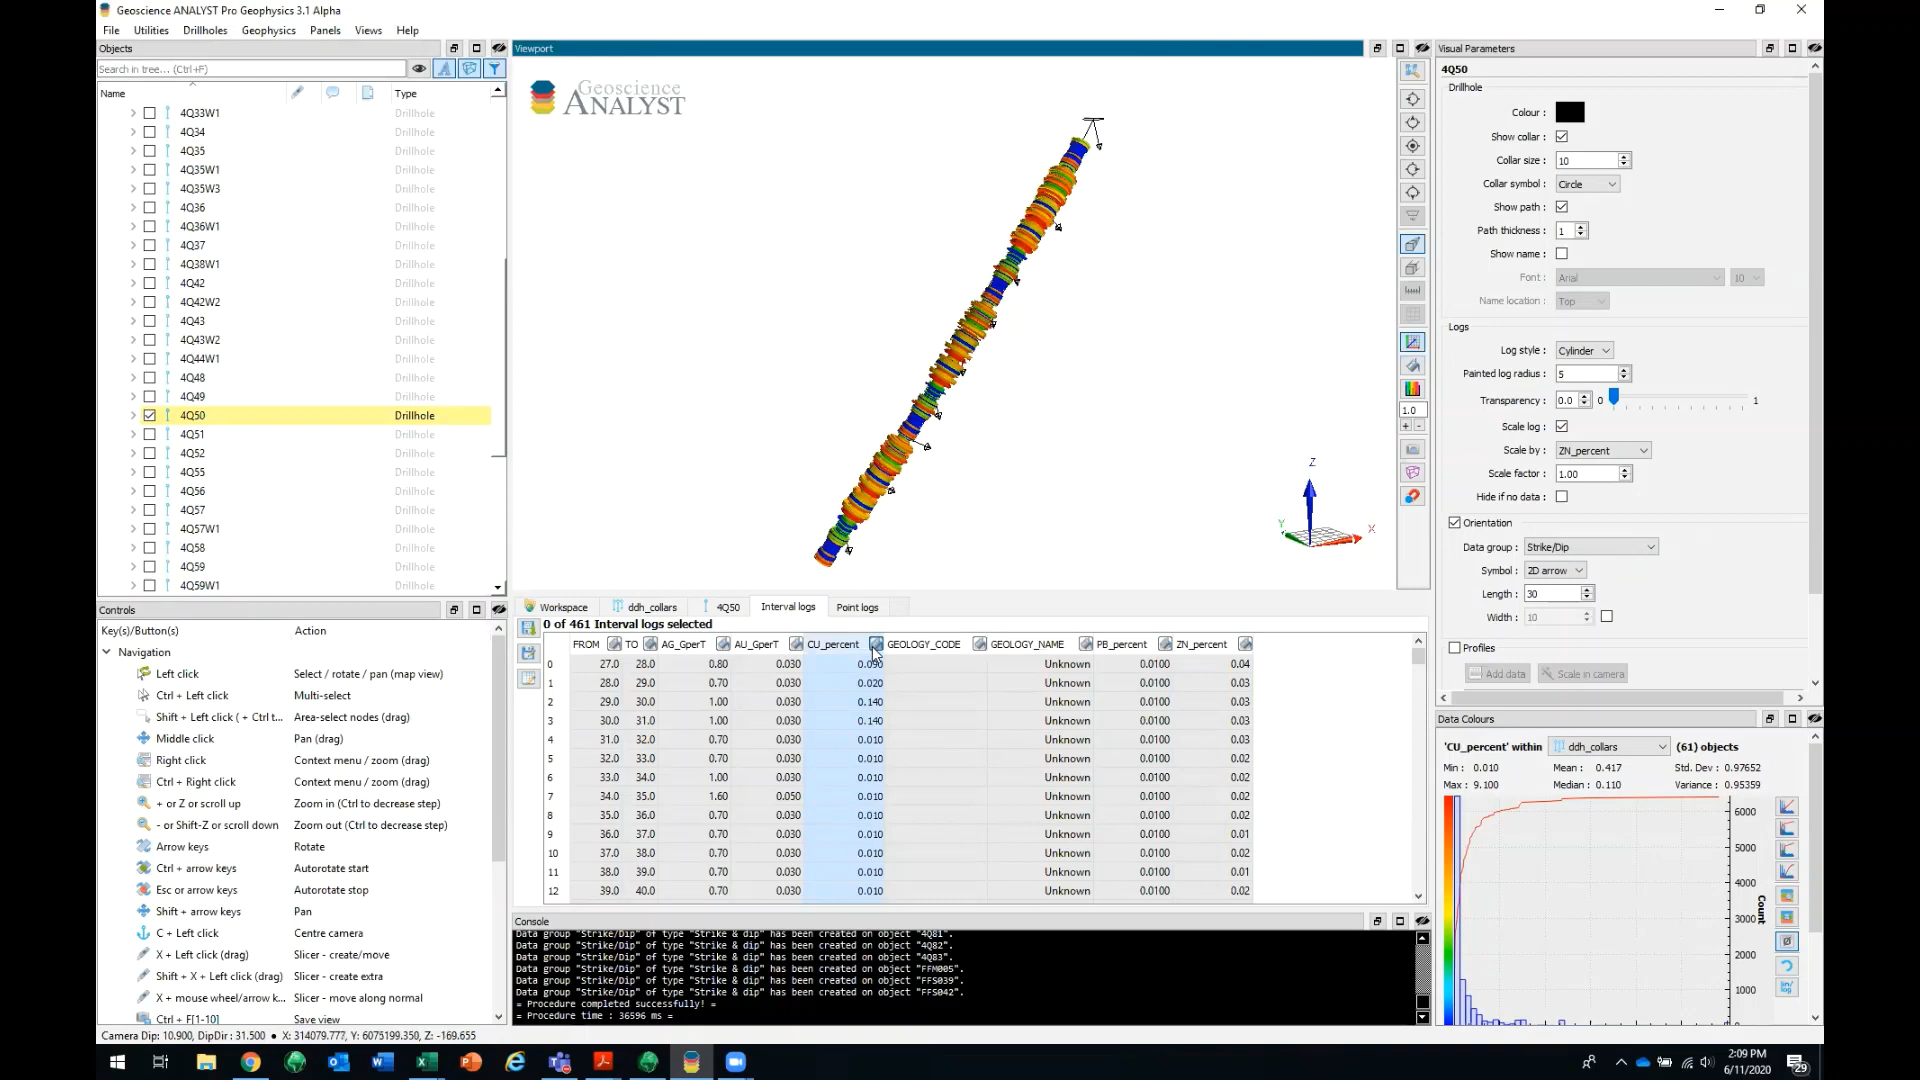 Geoscience ANALYST Pro Geophysics 3.1 Alpha
File Utilities Drillholes Geophysics Panels Views Help
Objects
Search in tree... (Ctrl+F)
Name Type
4Q33W1 Drillhole
4Q34 Drillhole
4Q35 Drillhole
4Q35W1 Drillhole
4Q35W3 Drillhole
4Q36 Drillhole
4Q36W1 Drillhole
4Q37 Drillhole
4Q38W1 Drillhole
4Q42 Drillhole
4Q42W2 Drillhole
4Q43 Drillhole
4Q43W2 Drillhole
4Q44W1 Drillhole
4Q48 Drillhole
4Q49 Drillhole
4Q50 Drillhole
4Q51 Drillhole
4Q52 Drillhole
4Q55 Drillhole
4Q56 Drillhole
4Q57 Drillhole
4Q57W1 Drillhole
4Q58 Drillhole
4Q59 Drillhole
4Q59W1 Drillhole
Controls
Key(s)/Button(s) Action
Navigation
Left click Select / rotate / pan (map view)
Ctrl + Left click Multi-select
Shift + Left click ( + Ctrl t... Area-select nodes (drag)
Middle click Pan (drag)
Right click Context menu / zoom (drag)
Ctrl + Right click Context menu / zoom (drag)
+ or Z or scroll up Zoom in (Ctrl to decrease step)
- or Shift-Z or scroll down Zoom out (Ctrl to decrease step)
Arrow keys Rotate
Ctrl + arrow keys Autorotate start
Esc or arrow keys Autorotate stop
Shift + arrow keys Pan
C + Left click Centre camera
X + Left click (drag) Slicer - create/move
Shift + X + Left click (drag) Slicer - create extra
X + mouse wheel/arrow k... Slicer - move along normal
Ctrl + F[1-10] Save view
Camera Dip: 10.900, DipDir: 31.500 X: 314079.777, Y: 6075199.350, Z: -169.655
Viewport
Geoscience
ANALYST
Z
Y X
1.0
+ -
Workspace ddh_collars 4Q50 Interval logs Point logs
0 of 461 Interval logs selected
FROM TO AG_GperT AU_GperT CU_percent GEOLOGY_CODE GEOLOGY_NAME PB_percent ZN_percent
0 27.0 28.0 0.80 0.030 0.090 Unknown 0.0100 0.04
1 28.0 29.0 0.70 0.030 0.020 Unknown 0.0100 0.03
2 29.0 30.0 1.00 0.030 0.140 Unknown 0.0100 0.03
3 30.0 31.0 1.00 0.030 0.140 Unknown 0.0100 0.03
4 31.0 32.0 0.70 0.030 0.010 Unknown 0.0100 0.03
5 32.0 33.0 0.70 0.030 0.010 Unknown 0.0100 0.02
6 33.0 34.0 1.00 0.030 0.010 Unknown 0.0100 0.02
7 34.0 35.0 1.60 0.050 0.010 Unknown 0.0100 0.02
8 35.0 36.0 0.70 0.030 0.010 Unknown 0.0100 0.02
9 36.0 37.0 0.70 0.030 0.010 Unknown 0.0100 0.01
10 37.0 38.0 0.70 0.030 0.010 Unknown 0.0100 0.02
11 38.0 39.0 0.70 0.030 0.010 Unknown 0.0100 0.01
12 39.0 40.0 0.70 0.030 0.010 Unknown 0.0100 0.02
Console
Data group "Strike/Dip" of type "Strike & dip" has been created on object "4Q81".
Data group "Strike/Dip" of type "Strike & dip" has been created on object "4Q82".
Data group "Strike/Dip" of type "Strike & dip" has been created on object "4Q83".
Data group "Strike/Dip" of type "Strike & dip" has been created on object "FFM005".
Data group "Strike/Dip" of type "Strike & dip" has been created on object "FFS039".
Data group "Strike/Dip" of type "Strike & dip" has been created on object "FFS042".
= Procedure completed successfully! =
= Procedure time : 36596 ms =
Visual Parameters
4Q50
Drillhole
Colour :
Show collar :
Collar size : 10
Collar symbol : Circle
Show path :
Path thickness : 1
Show name :
Font : Arial 10
Name location : Top
Logs
Log style : Cylinder
Painted log radius : 5
Transparency : 0.0 0 1
Scale log :
Scale by : ZN_percent
Scale factor : 1.00
Hide if no data :
Orientation
Data group : Strike/Dip
Symbol : 2D arrow
Length : 30
Width : 10
Profiles
Add data Scale in camera
Data Colours
'CU_percent' within ddh_collars (61) objects
Min : 0.010 Mean : 0.417 Std. Dev : 0.97652
Max : 9.100 Median : 0.110 Variance : 0.95359
6000
5000
4000
3000
2000
1000
0
Count
2:09 PM
6/11/2020
29